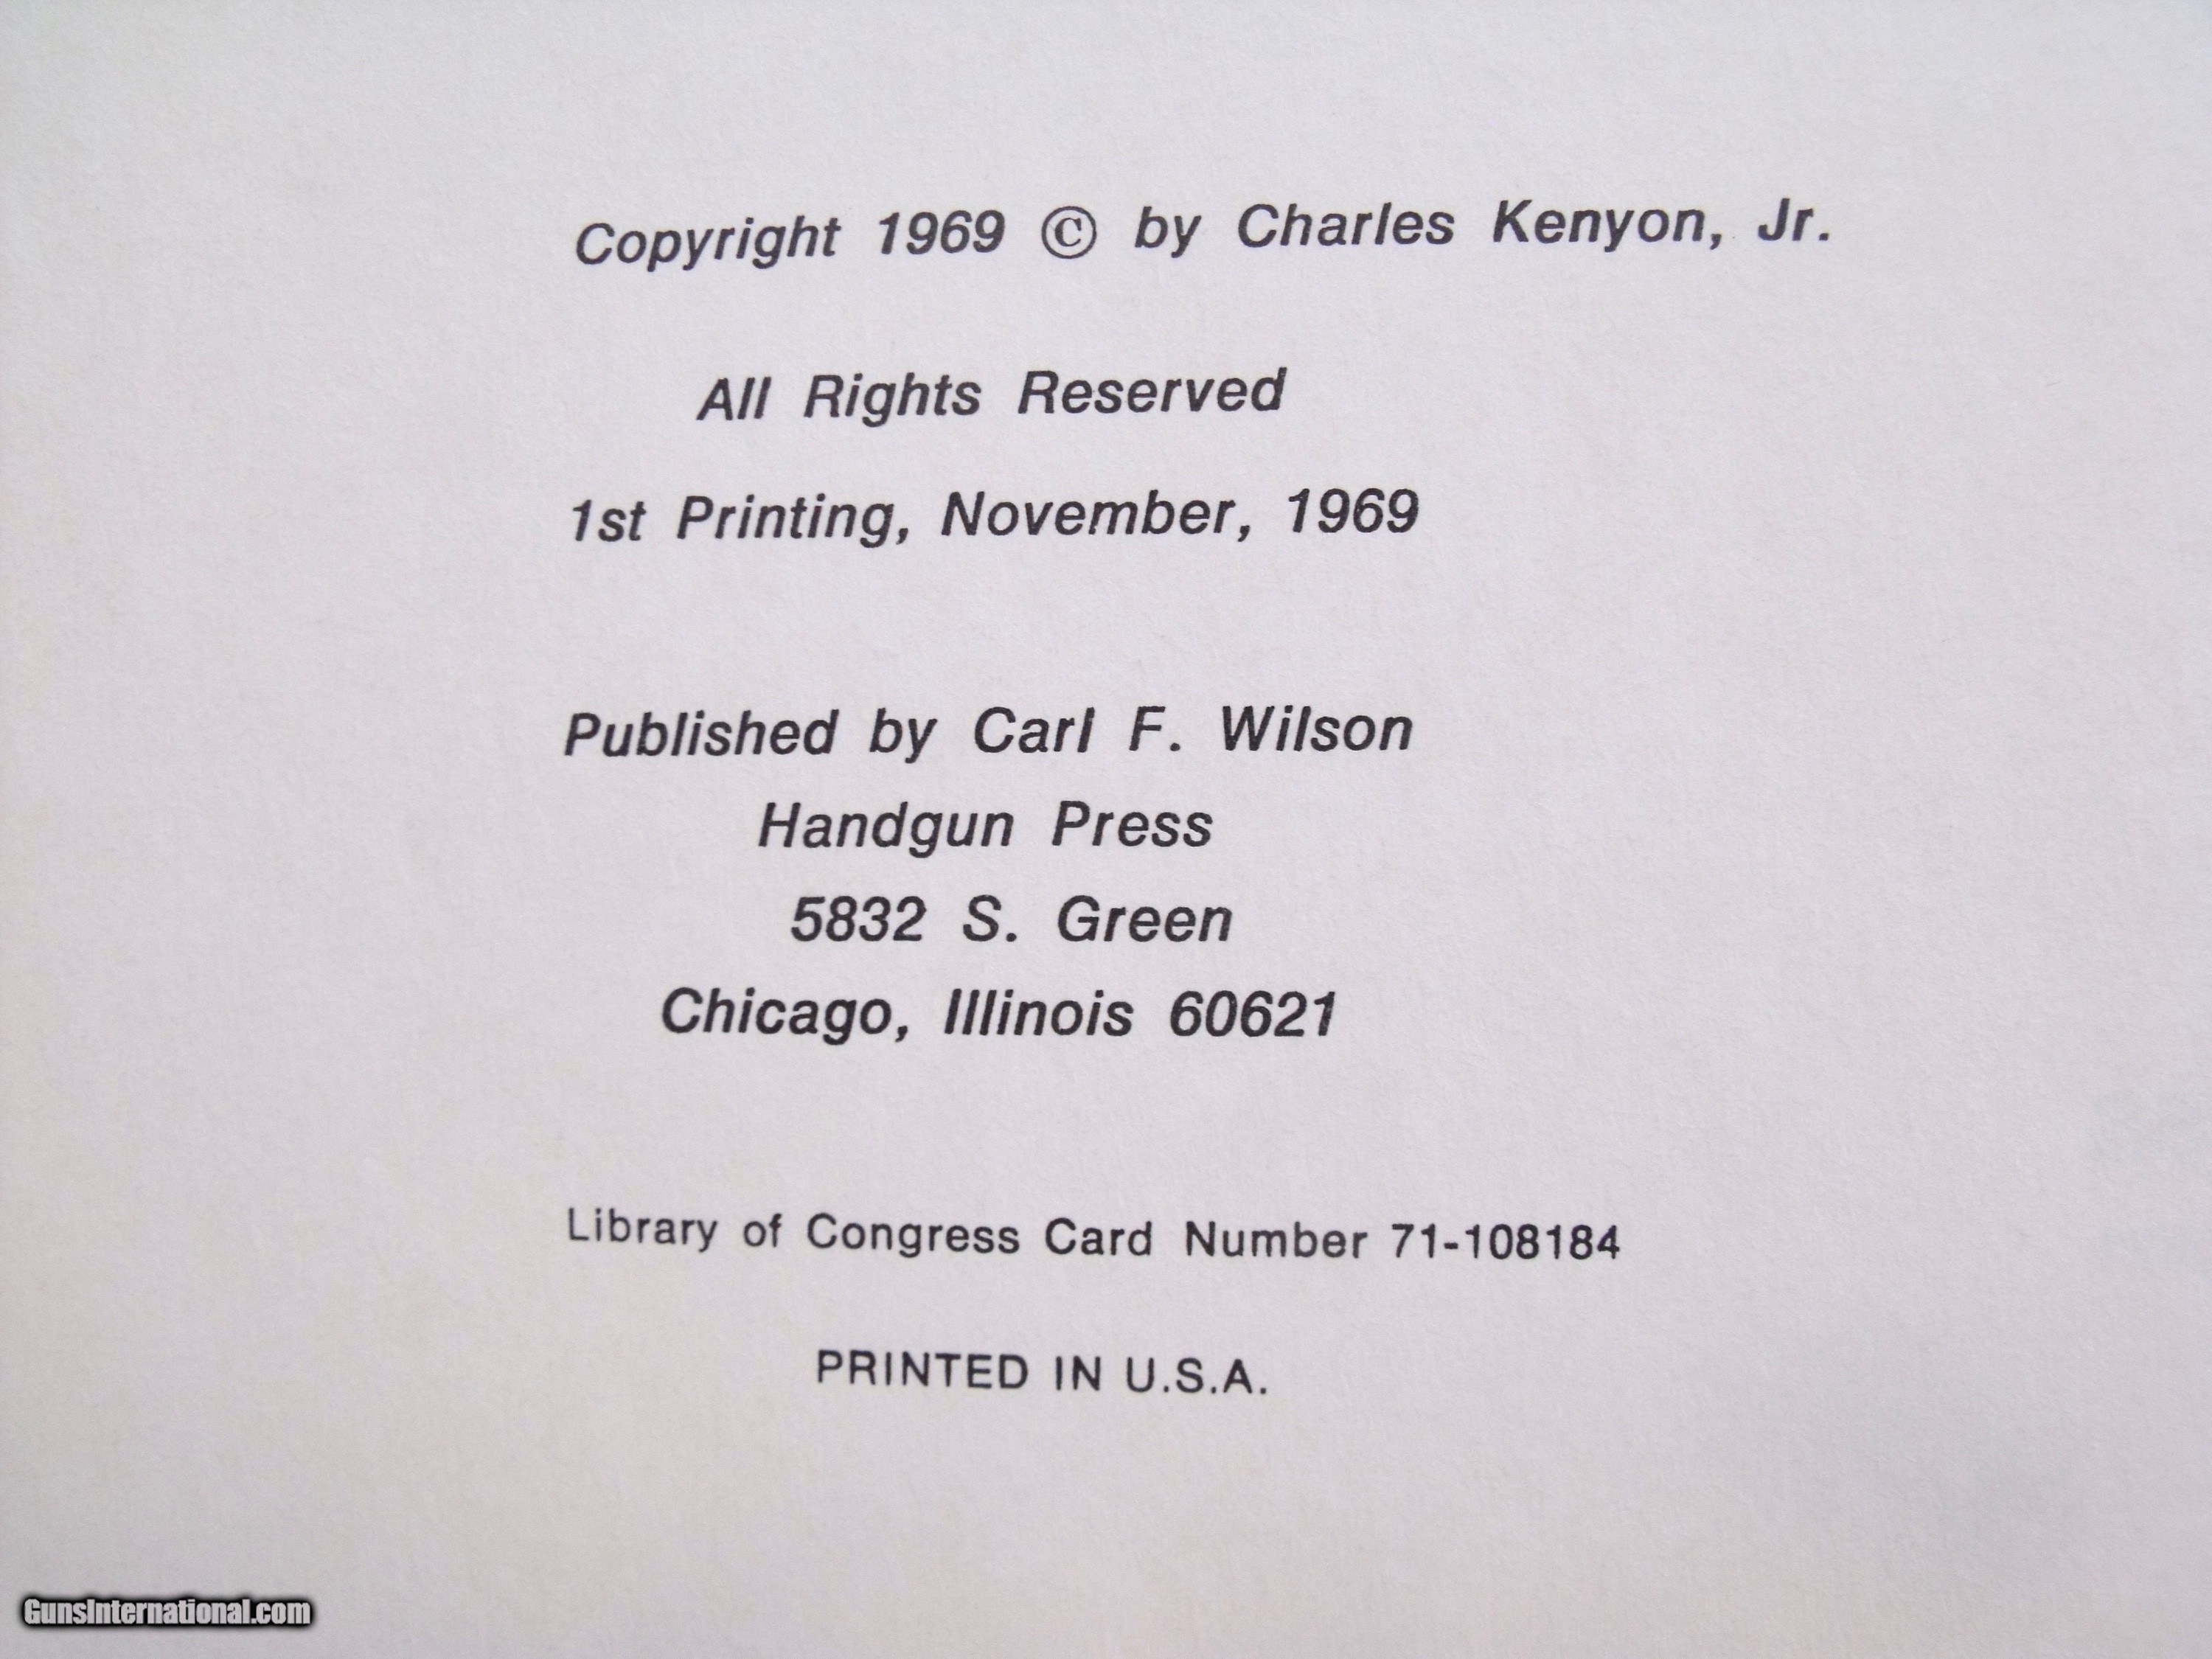 Copyright 1969 © by Charles Kenyon, Jr.
All Rights Reserved
1st Printing, November, 1969
Published by Carl F. Wilson
Handgun Press
5832 S. Green
Chicago, Illinois 60621
Library of Congress Card Number 71-108184
PRINTED IN U.S.A.
GunsInternational.com